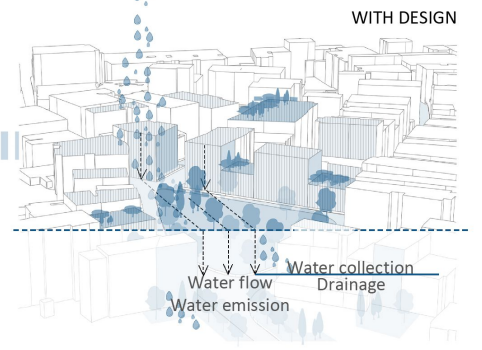 WITH DESIGN
Water collection
Drainage
Water flow
Water emission